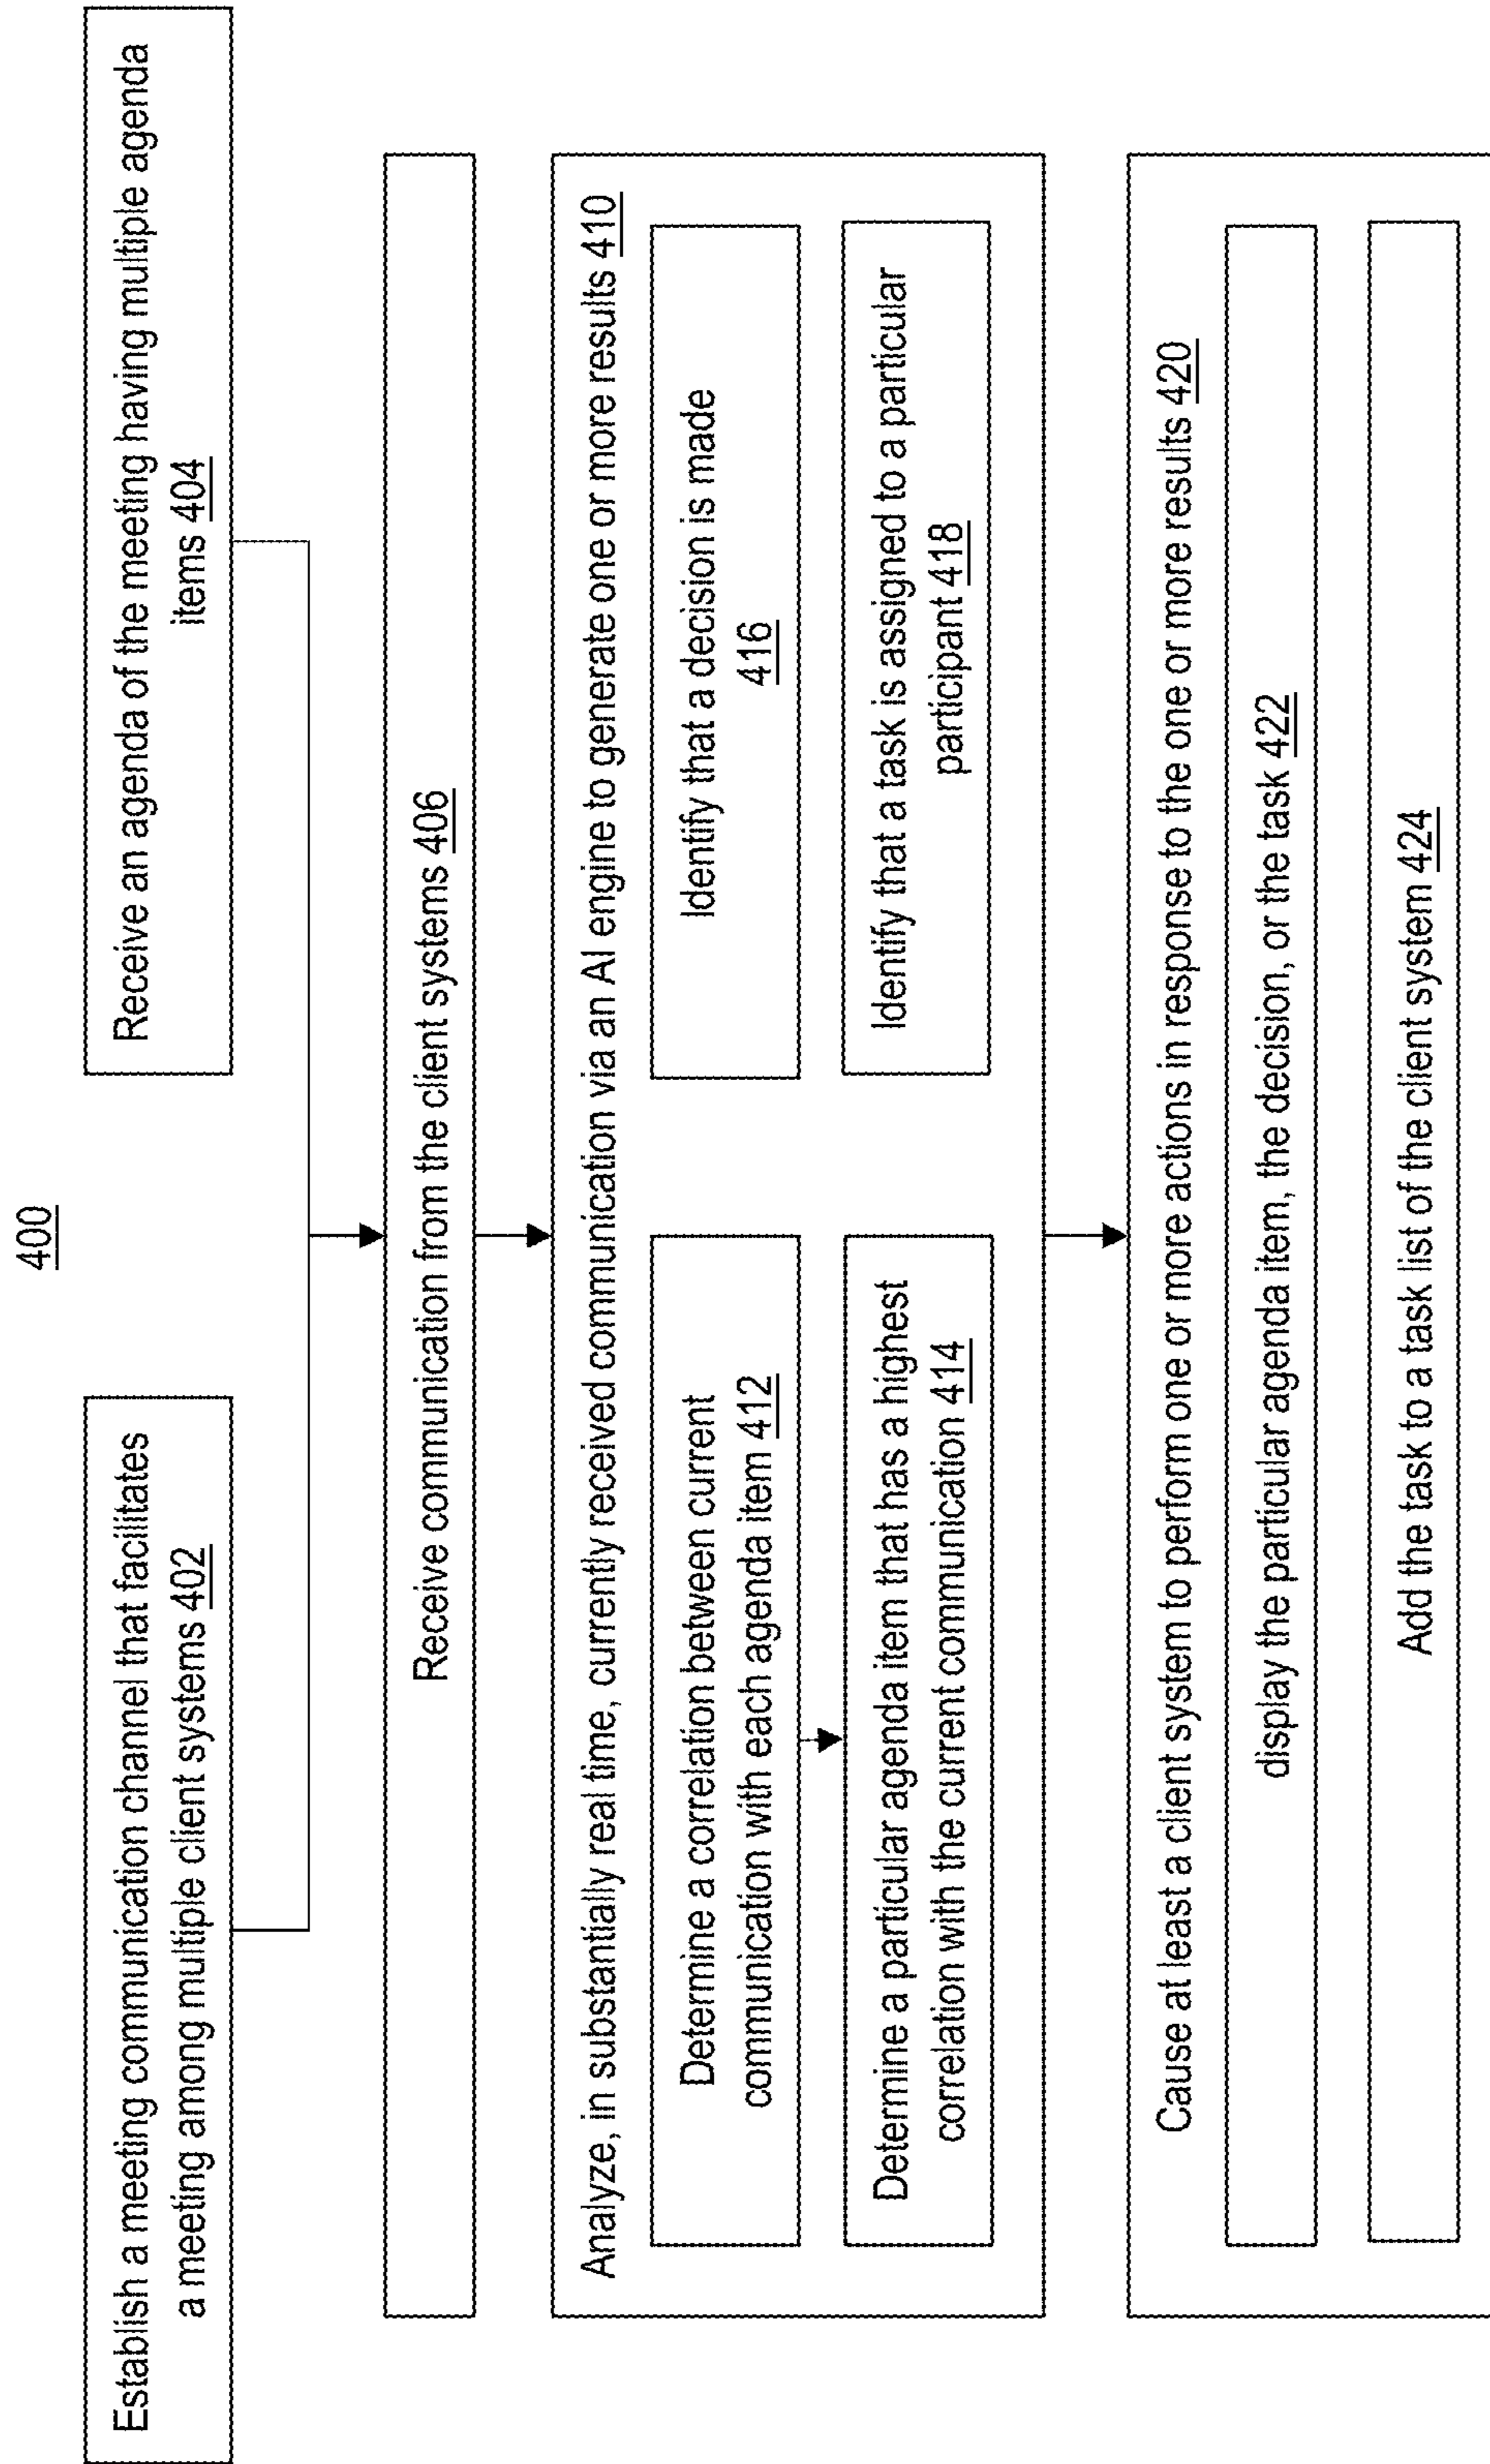 400
Establish a meeting communication channel that facilitates
a meeting among multiple client systems 402
Receive an agenda of the meeting having multiple agenda
items 404
Receive communication from the client systems 406
Analyze, in substantially real time, currently received communication via an AI engine to generate one or more results 410
Determine a correlation between current
communication with each agenda item 412
Determine a particular agenda item that has a highest
correlation with the current communication 414
Identify that a decision is made
416
Identify that a task is assigned to a particular
participant 418
Cause at least a client system to perform one or more actions in response to the one or more results 420
display the particular agenda item, the decision, or the task 422
Add the task to a task list of the client system 424